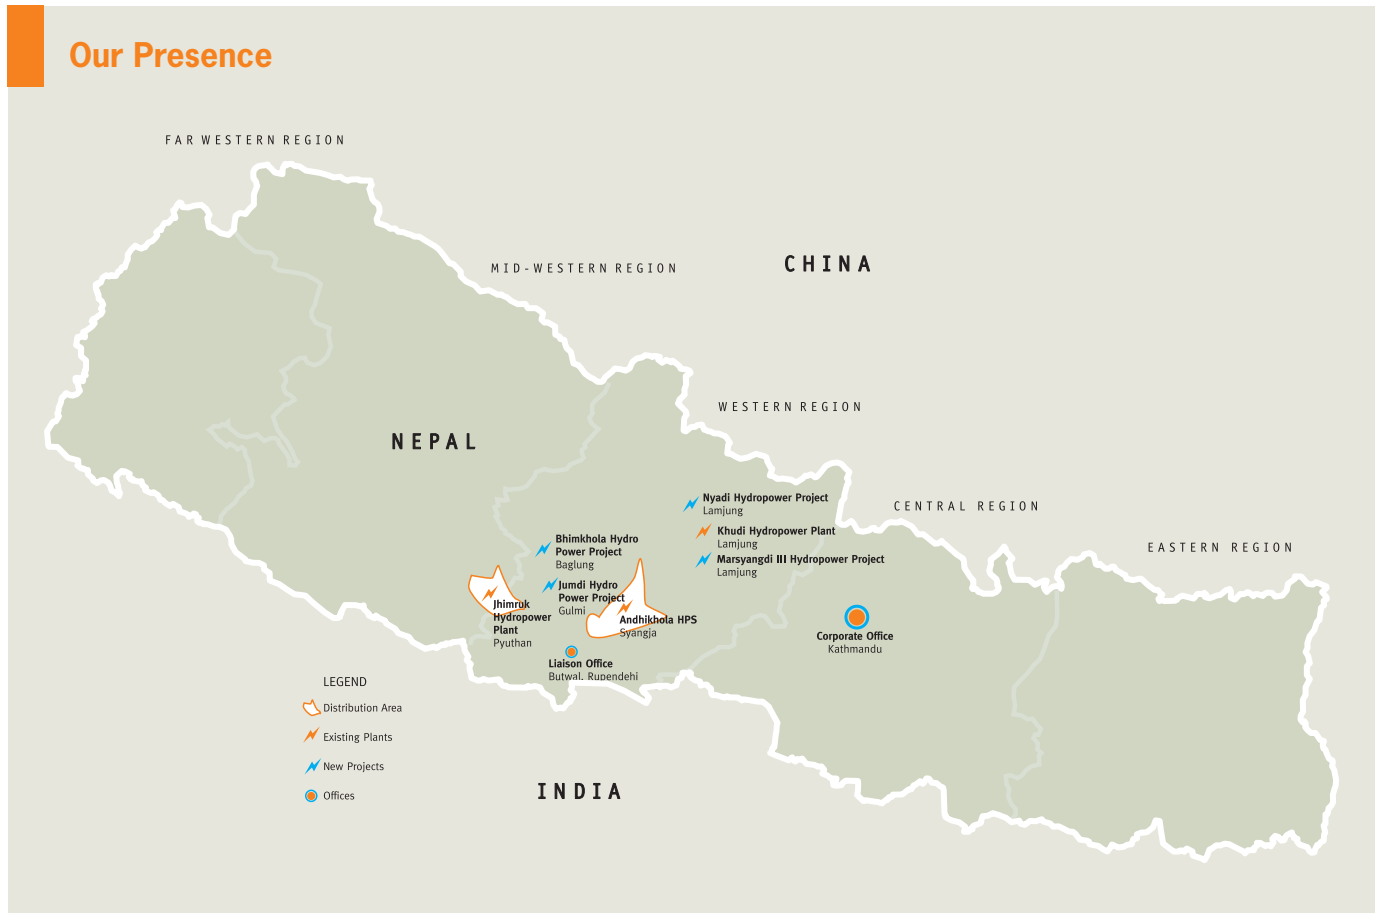 Our Presence
FAR WESTERN REGION
MID-WESTERN REGION
CHINA
WESTERN REGION
NEPAL
CENTRAL REGION
EASTERN REGION
Nyadi Hydropower Project
Lamjung
Khudi Hydropower Plant
Lamjung
Marsyangdi III Hydropower Project
Lamjung
Bhimkhola Hydro
Power Project
Baglung
Jumdi Hydro
Power Project
Gulmi
Jhimruk
Hydropower
Plant
Pyuthan
Andhikhola HPS
Syangja
Corporate Office
Kathmandu
Liaison Office
Butwal, Rupendehi
LEGEND
Distribution Area
Existing Plants
New Projects
Offices
INDIA